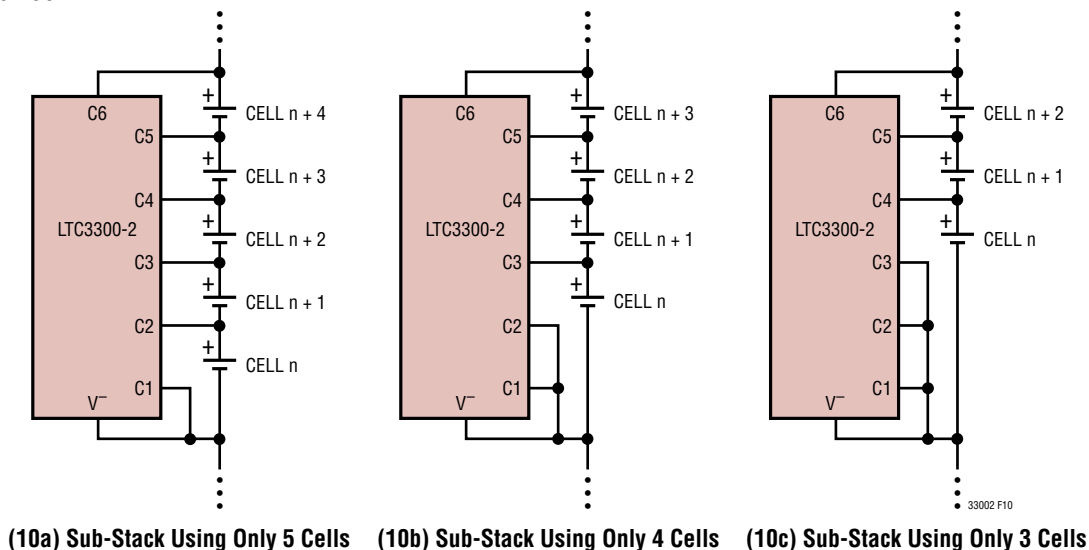 C6
+
CELL n + 4
C5
+
CELL n + 3
C4
+
LTC3300-2
CELL n + 2
C3
+
CELL n + 1
C2
+
CELL n
C1
V–
C6
+
CELL n + 3
C5
+
CELL n + 2
C4
+
LTC3300-2
CELL n + 1
C3
+
CELL n
C2
C1
V–
C6
+
CELL n + 2
C5
+
CELL n + 1
C4
+
LTC3300-2
CELL n
C3
C2
C1
V–
33002 F10
(10a) Sub-Stack Using Only 5 Cells
(10b) Sub-Stack Using Only 4 Cells
(10c) Sub-Stack Using Only 3 Cells